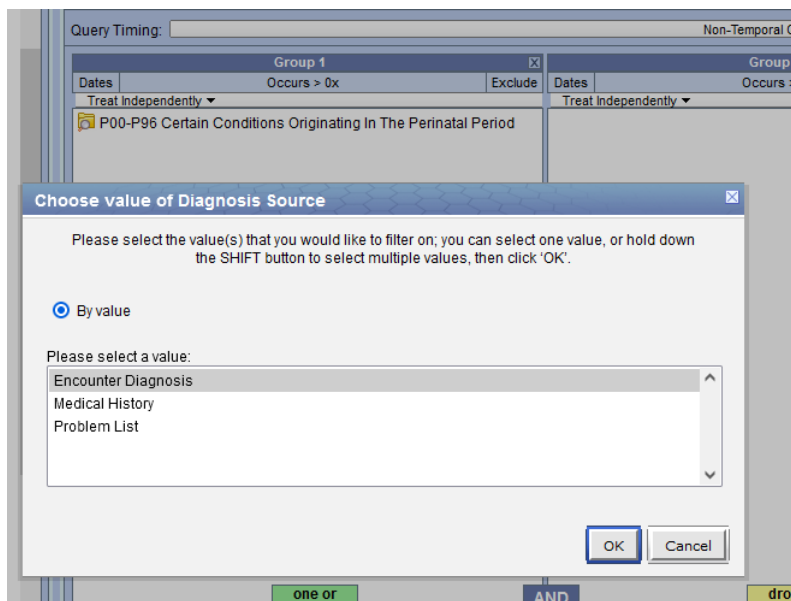 Query Timing:
Non-Temporal
Group 1
Group
Dates
Occurs > 0x
Exclude
Dates
Occurs
Treat Independently
Treat Independently
P00-P96 Certain Conditions Originating In The Perinatal Period
Choose value of Diagnosis Source
Please select the value(s) that you would like to filter on; you can select one value, or hold down
the SHIFT button to select multiple values, then click ‘OK’.
By value
Please select a value:
Encounter Diagnosis
Medical History
Problem List
OK
Cancel
one or
AND